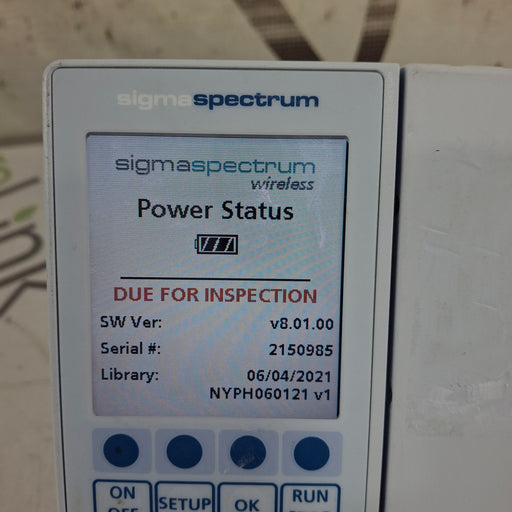 sigmaspectrum
sigmaspectrum
wireless
Power Status
DUE FOR INSPECTION
SW Ver: v8.01.00
Serial #: 2150985
Library: 06/04/2021
NYPH060121 v1
ON SETUP OK RUN
OFF